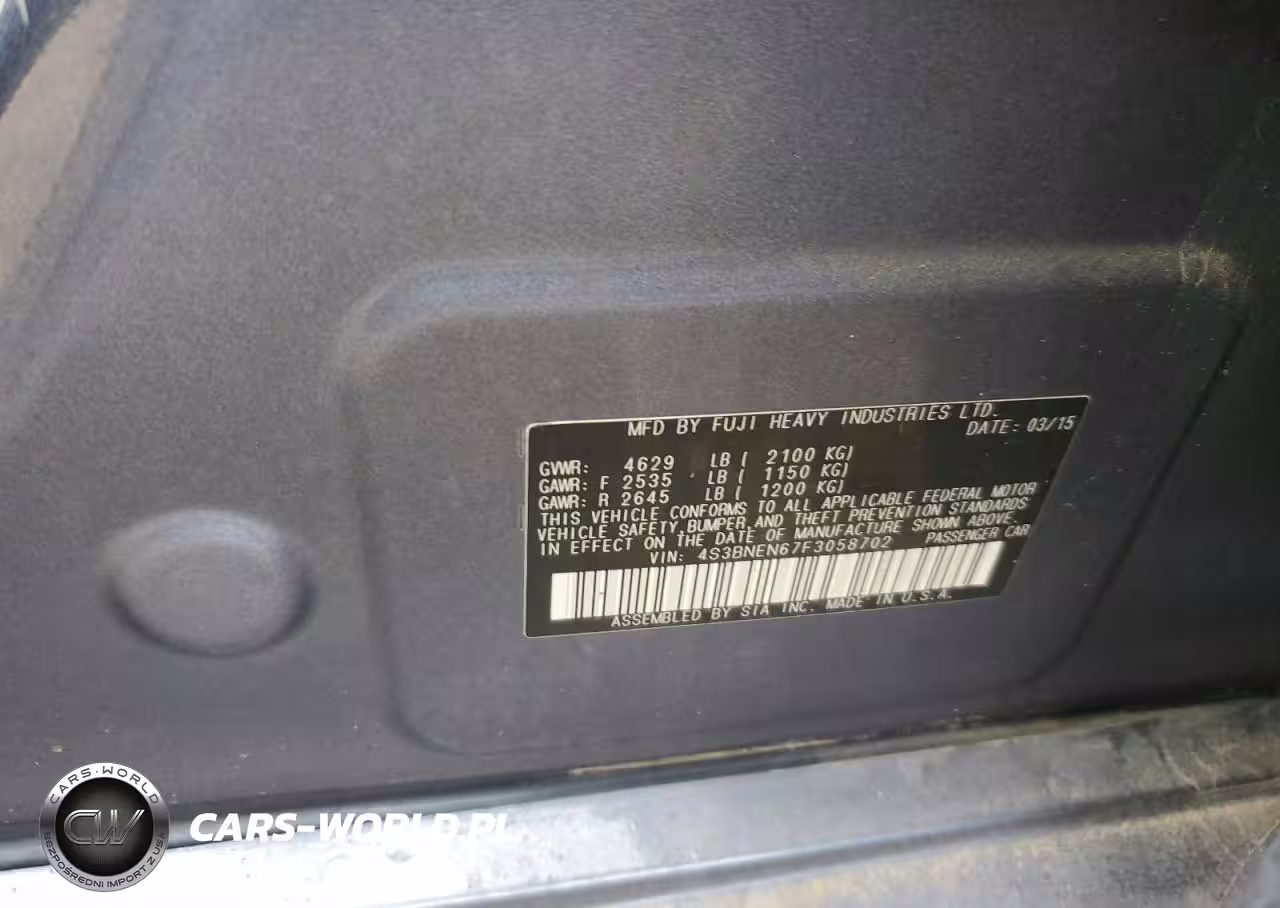 MFD BY FUJI HEAVY INDUSTRIES LTD.
DATE: 03/15
GVWR: 4629 LB ( 2100 KG)
GAWR: F 2535 LB ( 1150 KG)
GAWR: R 2645 LB ( 1200 KG)
THIS VEHICLE CONFORMS TO ALL APPLICABLE FEDERAL MOTOR
VEHICLE SAFETY, BUMPER, AND THEFT PREVENTION STANDARDS
IN EFFECT ON THE DATE OF MANUFACTURE SHOWN ABOVE.
VIN: 4S3BNEN67F3058702 PASSENGER CAR
ASSEMBLED BY SIA INC. MADE IN U.S.A.
CARS-WORLD
CW
BEZPOŚREDNI IMPORT Z USA
CARS-WORLD.PL